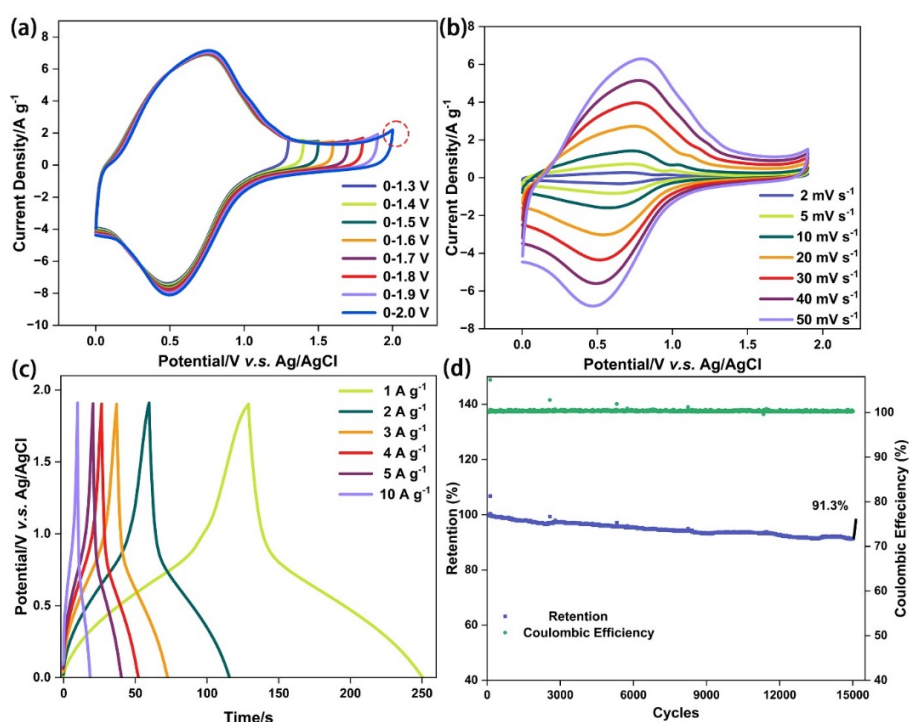 (a)
Current Density/A g⁻¹
8
6
4
2
0
−2
−4
−6
−8
−10
0-1.3 V
0-1.4 V
0-1.5 V
0-1.6 V
0-1.7 V
0-1.8 V
0-1.9 V
0-2.0 V
0.0 0.5 1.0 1.5 2.0
Potential/V v.s. Ag/AgCl
(b)
Current Density/A g⁻¹
8
6
4
2
0
−2
−4
−6
−8
2 mV s⁻¹
5 mV s⁻¹
10 mV s⁻¹
20 mV s⁻¹
30 mV s⁻¹
40 mV s⁻¹
50 mV s⁻¹
0.0 0.5 1.0 1.5 2.0
Potential/V v.s. Ag/AgCl
(c)
Potential/V v.s. Ag/AgCl
2.0
1.5
1.0
0.5
0.0
1 A g⁻¹
2 A g⁻¹
3 A g⁻¹
4 A g⁻¹
5 A g⁻¹
10 A g⁻¹
0 50 100 150 200 250
Time/s
(d)
Retention (%)
140
120
100
80
60
40
91.3%
Retention
Coulombic Efficiency
Coulombic Effeciency (%)
100
90
80
70
60
50
40
0 3000 6000 9000 12000 15000
Cycles